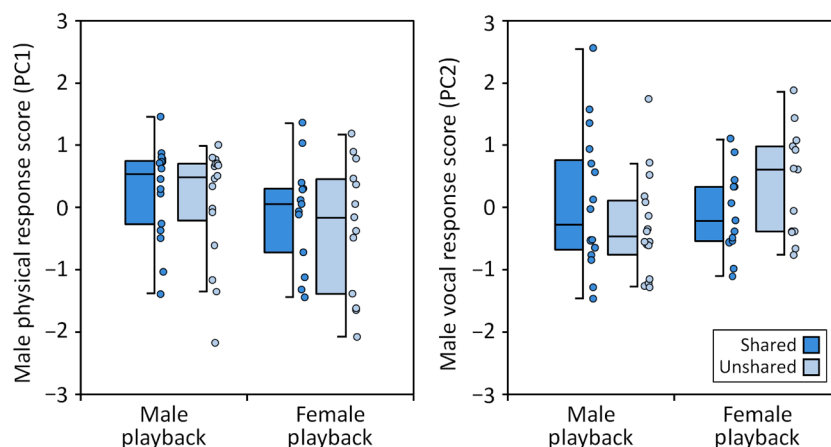 Male physical response score (PC1)
3
2
1
0
−1
−2
−3
Male
playback
Female
playback
Male vocal response score (PC2)
3
2
1
0
−1
−2
−3
Male
playback
Female
playback
Shared
Unshared